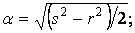 α = √((s² − r²)/2;